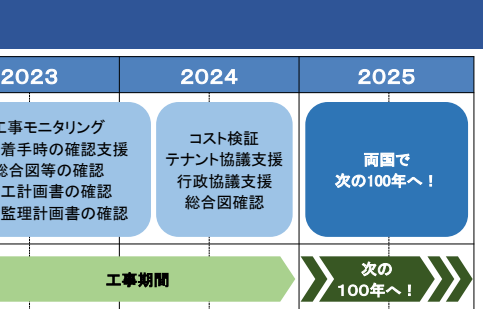 2023
2024
2025
工事モニタリング
着手時の確認支援
総合図等の確認
工計画書の確認
監理計画書の確認
コスト検証
テナント協議支援
行政協議支援
総合図確認
両国で
次の100年へ！
工事期間
次の
100年へ！